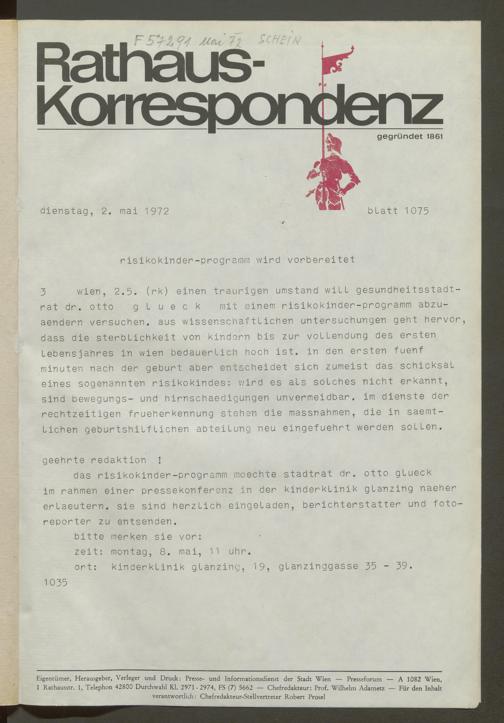 F 57291 Mai 72 SCHEIN
Rathaus-
Korrespondenz
gegründet 1861
dienstag, 2. mai 1972 blatt 1075
risikokinder-programm wird vorbereitet
3 wien, 2.5. (rk) einen traurigen umstand will gesundheitsstadt-
rat dr. otto g l u e c k mit einem risikokinder-programm abzu-
aendern versuchen. aus wissenschaftlichen untersuchungen geht hervor,
dass die sterblichkeit von kindern bis zur vollendung des ersten
lebensjahres in wien bedauerlich hoch ist. in den ersten fuenf
minuten nach der geburt aber entscheidet sich zumeist das schicksal
eines sogenannten risikokindes: wird es als solches nicht erkannt,
sind bewegungs- und hirnschaedigungen unvermeidbar. im dienste der
rechtzeitigen frueherkennung stehen die massnahmen, die in saemt-
lichen geburtshilflichen abteilung neu eingefuehrt werden sollen.
geehrte redaktion !
das risikokinder-programm moechte stadtrat dr. otto glueck
im rahmen einer pressekonferenz in der kinderklinik glanzing naeher
erlaeutern. sie sind herzlich eingeladen, berichterstatter und foto-
reporter zu entsenden.
bitte merken sie vor:
zeit: montag, 8. mai, 11 uhr.
ort: kinderklinik glanzing, 19, glanzinggasse 35 - 39.
1035
Eigentümer, Herausgeber, Verleger und Druck: Presse- und Informationsdienst der Stadt Wien — Presseforum — A 1082 Wien,
1 Rathausstr. 1, Telephon 42800 Durchwahl Kl. 2971 - 2974, FS (7) 5662 — Chefredakteur: Prof. Wilhelm Adametz — Für den Inhalt
verantwortlich: Chefredakteur-Stellvertreter Robert Prosel